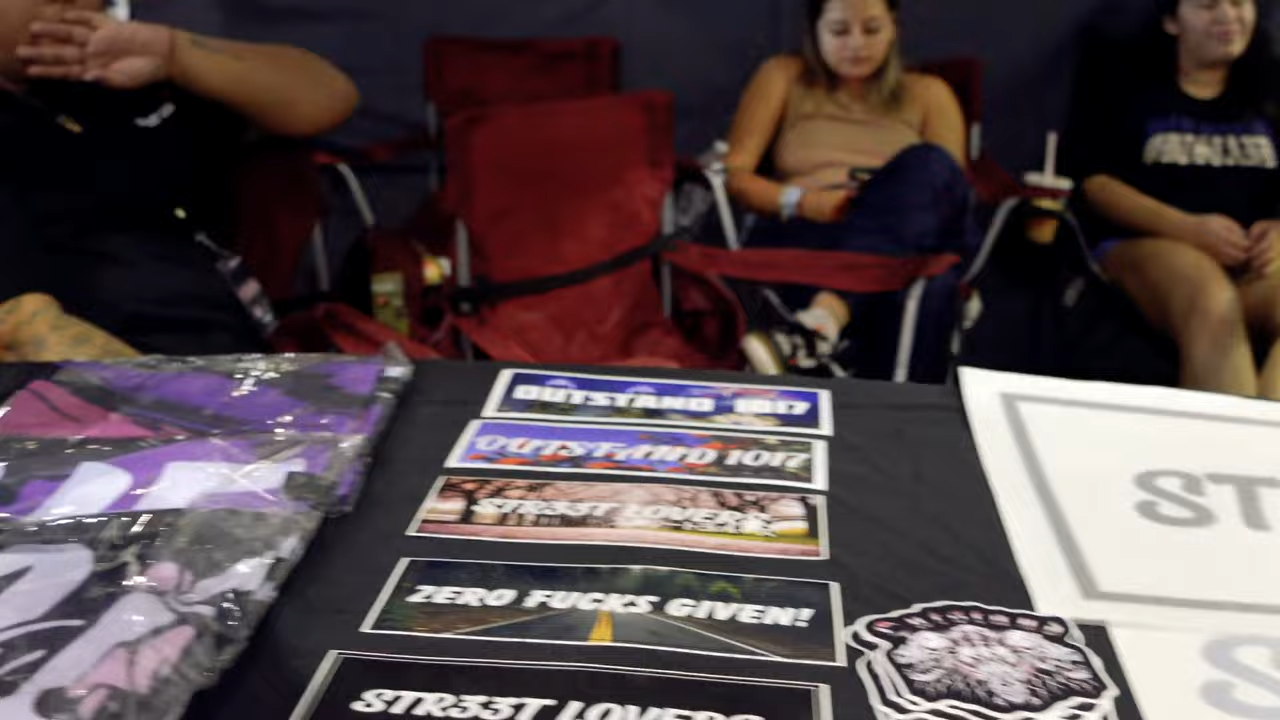 OUTSTAND 1017
OUTSTAND 1017
STR33T LOVERS
ZERO FUCKS GIVEN!
STR33T LOVERS
ST
S